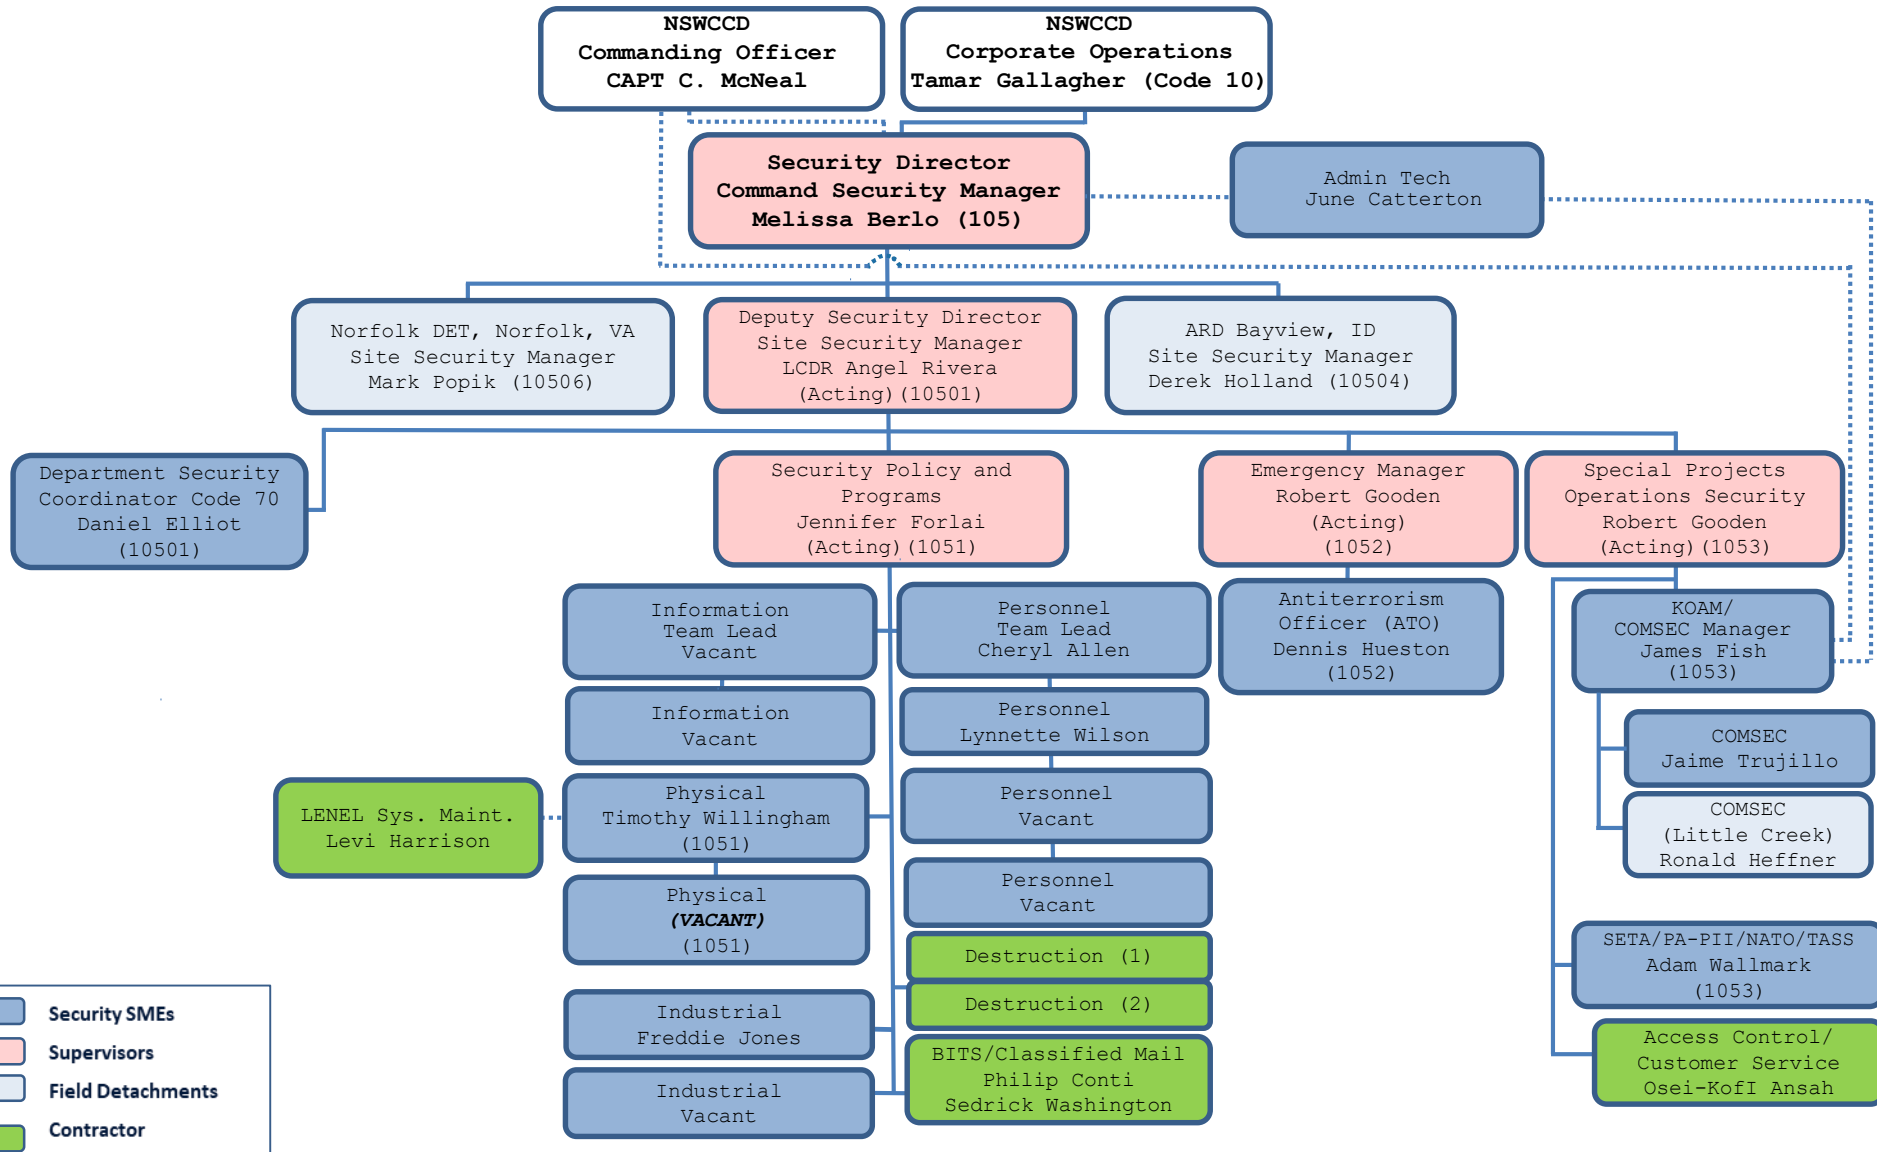 NSWCCD
Commanding Officer
CAPT C. McNeal
NSWCCD
Corporate Operations
Tamar Gallagher (Code 10)
Security Director
Command Security Manager
Melissa Berlo (105)
Admin Tech
June Catterton
Norfolk DET, Norfolk, VA
Site Security Manager
Mark Popik (10506)
Deputy Security Director
Site Security Manager
LCDR Angel Rivera
(Acting)(10501)
ARD Bayview, ID
Site Security Manager
Derek Holland (10504)
Department Security
Coordinator Code 70
Daniel Elliot
(10501)
Security Policy and
Programs
Jennifer Forlai
(Acting)(1051)
Emergency Manager
Robert Gooden
(Acting)
(1052)
Special Projects
Operations Security
Robert Gooden
(Acting)(1053)
Information
Team Lead
Vacant
Personnel
Team Lead
Cheryl Allen
Antiterrorism
Officer (ATO)
Dennis Hueston
(1052)
KOAM/
COMSEC Manager
James Fish
(1053)
Information
Vacant
Personnel
Lynnette Wilson
COMSEC
Jaime Trujillo
LENEL Sys. Maint.
Levi Harrison
Physical
Timothy Willingham
(1051)
Personnel
Vacant
COMSEC
(Little Creek)
Ronald Heffner
Physical
(VACANT)
(1051)
Personnel
Vacant
Destruction (1)
Destruction (2)
SETA/PA-PII/NATO/TASS
Adam Wallmark
(1053)
Industrial
Freddie Jones
BITS/Classified Mail
Philip Conti
Sedrick Washington
Access Control/
Customer Service
Osei-KofI Ansah
Industrial
Vacant
Security SMEs
Supervisors
Field Detachments
Contractor